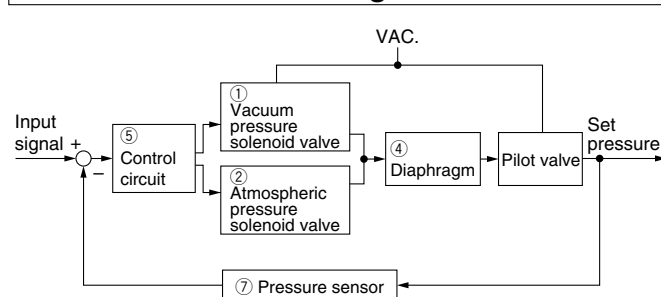 VAC.
①
Vacuum
pressure
solenoid valve
Input
signal +
−
⑤
Control
circuit
②
Atmospheric
pressure
solenoid valve
④
Diaphragm
Pilot valve
Set
pressure
⑦ Pressure sensor